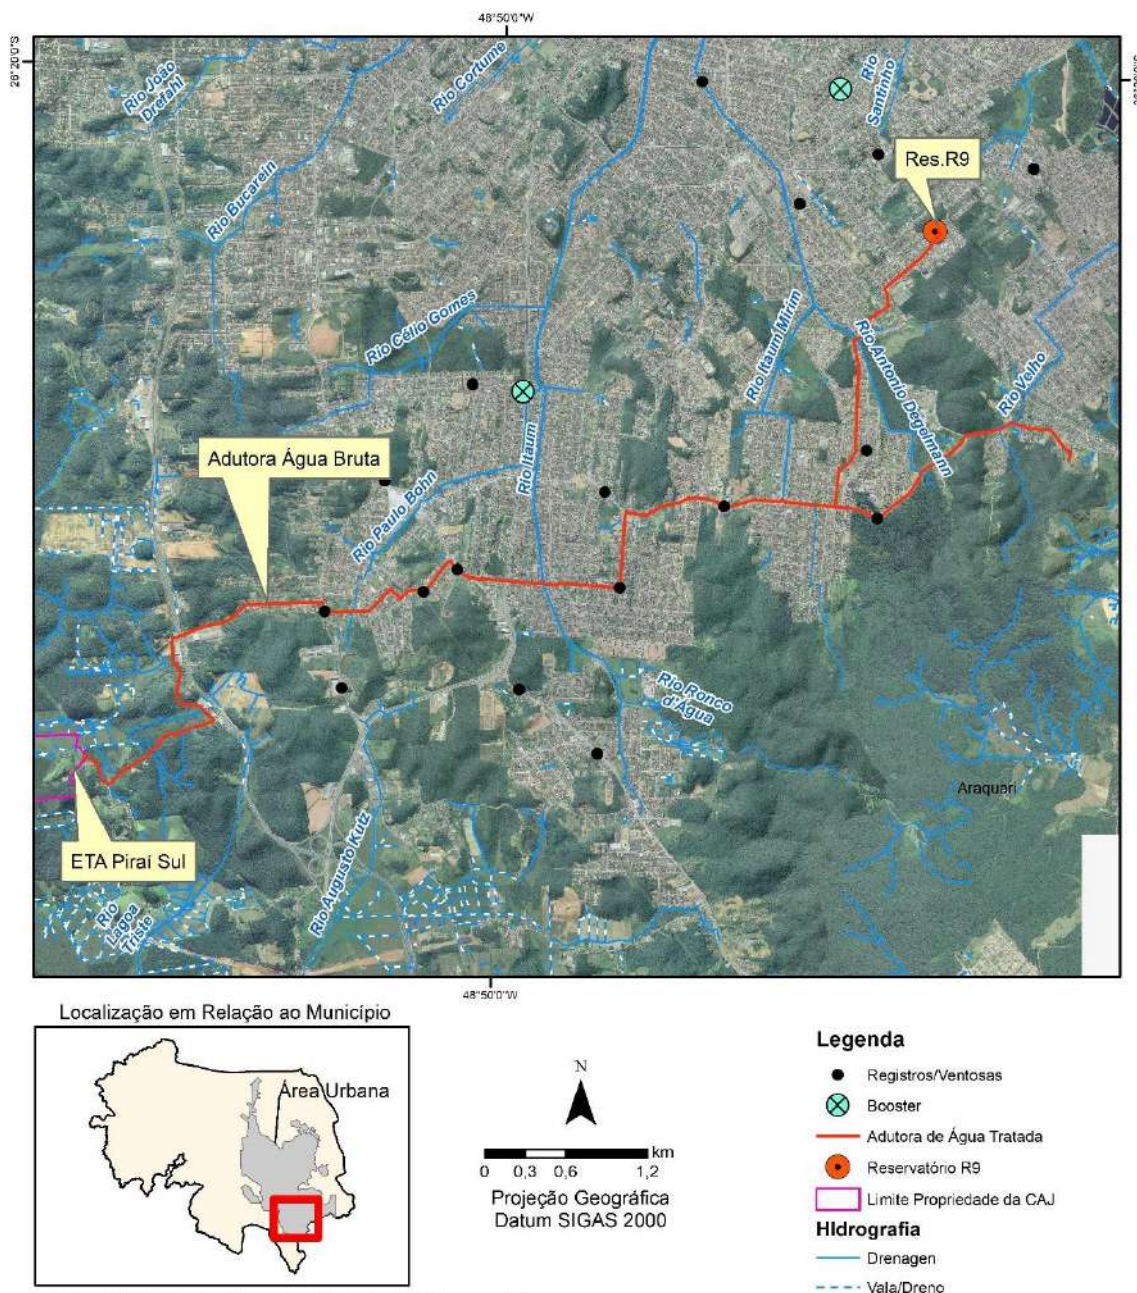 48°50'0"W
26°20'0"S
Rio João
Drefahl
Rio Cortume
Rio
Santinho
Res.R9
Rio Bucarein
Rio Célio Gomes
Rio Itaum Mirim
Rio Antonio Degelmann
Rio Velho
Adutora Água Bruta
Rio Itaum
Rio Paulo Bohn
Rio Ronco
d'Agua
Araquari
ETA Piraí Sul
Rio Augusto Kutz
Rio
Lagoa
Triste
48°50'0"W
Localização em Relação ao Município
Área Urbana
N
km
0 0,3 0,6 1,2
Projeção Geográfica
Datum SIGAS 2000
Legenda
Registros/Ventosas
Booster
Adutora de Água Tratada
Reservatório R9
Limite Propriedade da CAJ
HIdrografia
Drenagen
Vala/Dreno